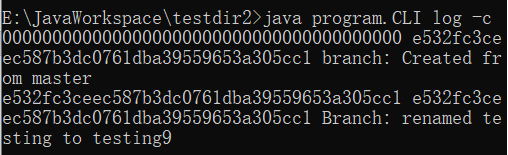 E:\JavaWorkspace\testdir2>java program.CLI log -c
0000000000000000000000000000000000000000 e532fc3ce
ec587b3dc0761dba39559653a305cc1 branch: Created fr
om master
e532fc3ceec587b3dc0761dba39559653a305cc1 e532fc3ce
ec587b3dc0761dba39559653a305cc1 Branch: renamed te
sting to testing9